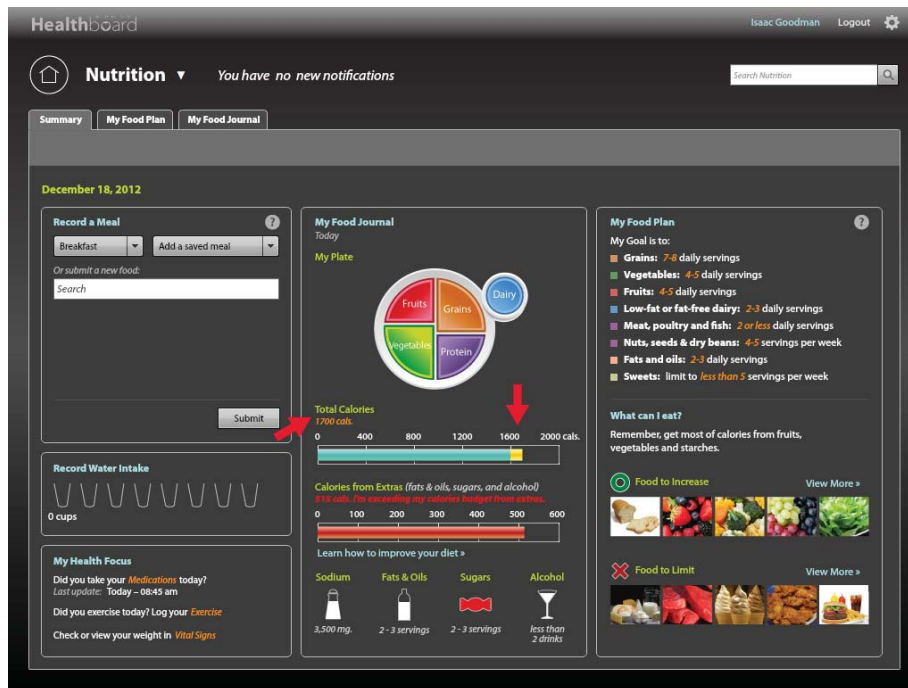 Healthboard
Isaac Goodman Logout
Nutrition ▼ You have no new notifications
Search Nutrition
Summary My Food Plan My Food Journal
December 18, 2012
Record a Meal ?
Breakfast Add a saved meal
Or submit a new food:
Search
Submit
Record Water Intake
0 cups
My Health Focus
Did you take your Medications today?
Last update: Today – 08:45 am
Did you exercise today? Log your Exercise
Check or view your weight in Vital Signs
My Food Journal
Today
My Plate
Fruits Grains Dairy
Vegetables Protein
Total Calories
1700 cals.
0 400 800 1200 1600 2000 cals.
Calories from Extras (fats & oils, sugars, and alcohol)
515 cals. I'm exceeding my calories budget from extras.
0 100 200 300 400 500 600
Learn how to improve your diet »
Sodium Fats & Oils Sugars Alcohol
3,500 mg. 2 - 3 servings 2 - 3 servings less than
2 drinks
My Food Plan ?
My Goal is to:
Grains: 7-8 daily servings
Vegetables: 4-5 daily servings
Fruits: 4-5 daily servings
Low-fat or fat-free dairy: 2-3 daily servings
Meat, poultry and fish: 2 or less daily servings
Nuts, seeds & dry beans: 4-5 servings per week
Fats and oils: 2-3 daily servings
Sweets: limit to less than 5 servings per week
What can I eat?
Remember, get most of calories from fruits,
vegetables and starches.
Food to Increase View More »
Food to Limit View More »